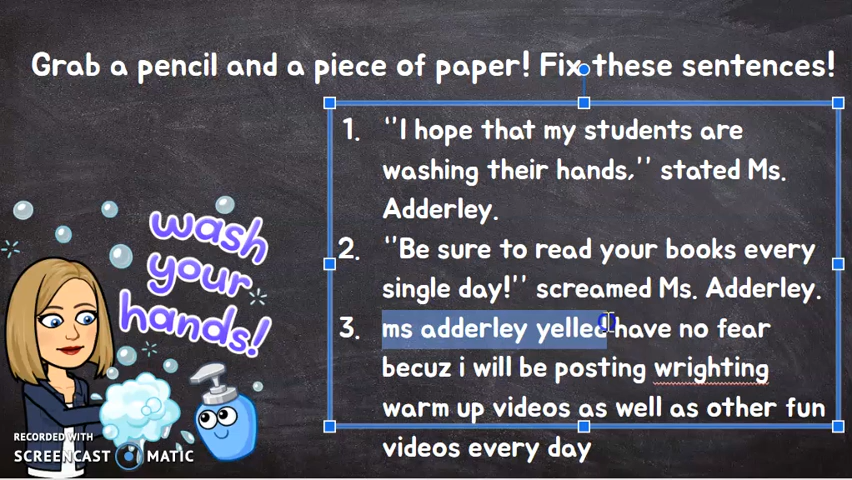 Grab a pencil and a piece of paper! Fix these sentences!
1. "I hope that my students are
washing their hands," stated Ms.
Adderley.
2. "Be sure to read your books every
single day!" screamed Ms. Adderley.
3. ms adderley yelled have no fear
becuz i will be posting wrighting
warm up videos as well as other fun
videos every day
wash
your
hands!
RECORDED WITH
SCREENCAST MATIC